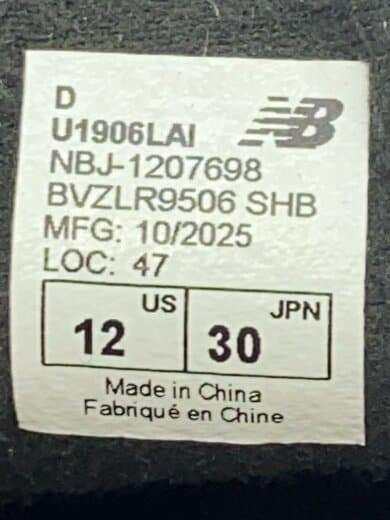 D
U1906LAI
NB
NBJ-1207698
BVZLR9506 SHB
MFG: 10/2025
LOC: 47
US JPN
12 30
Made in China
Fabriqué en Chine